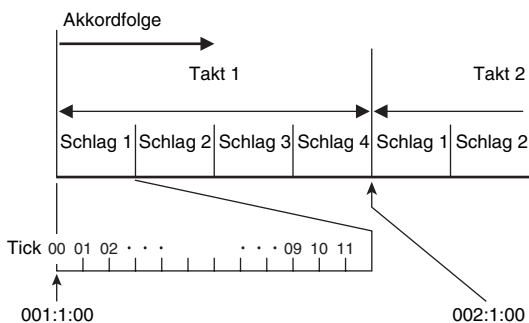 Akkordfolge
Takt 1 Takt 2
Schlag 1 Schlag 2 Schlag 3 Schlag 4 Schlag 1 Schlag 2
Tick 00 01 02 · · · · · · 09 10 11
001:1:00 002:1:00